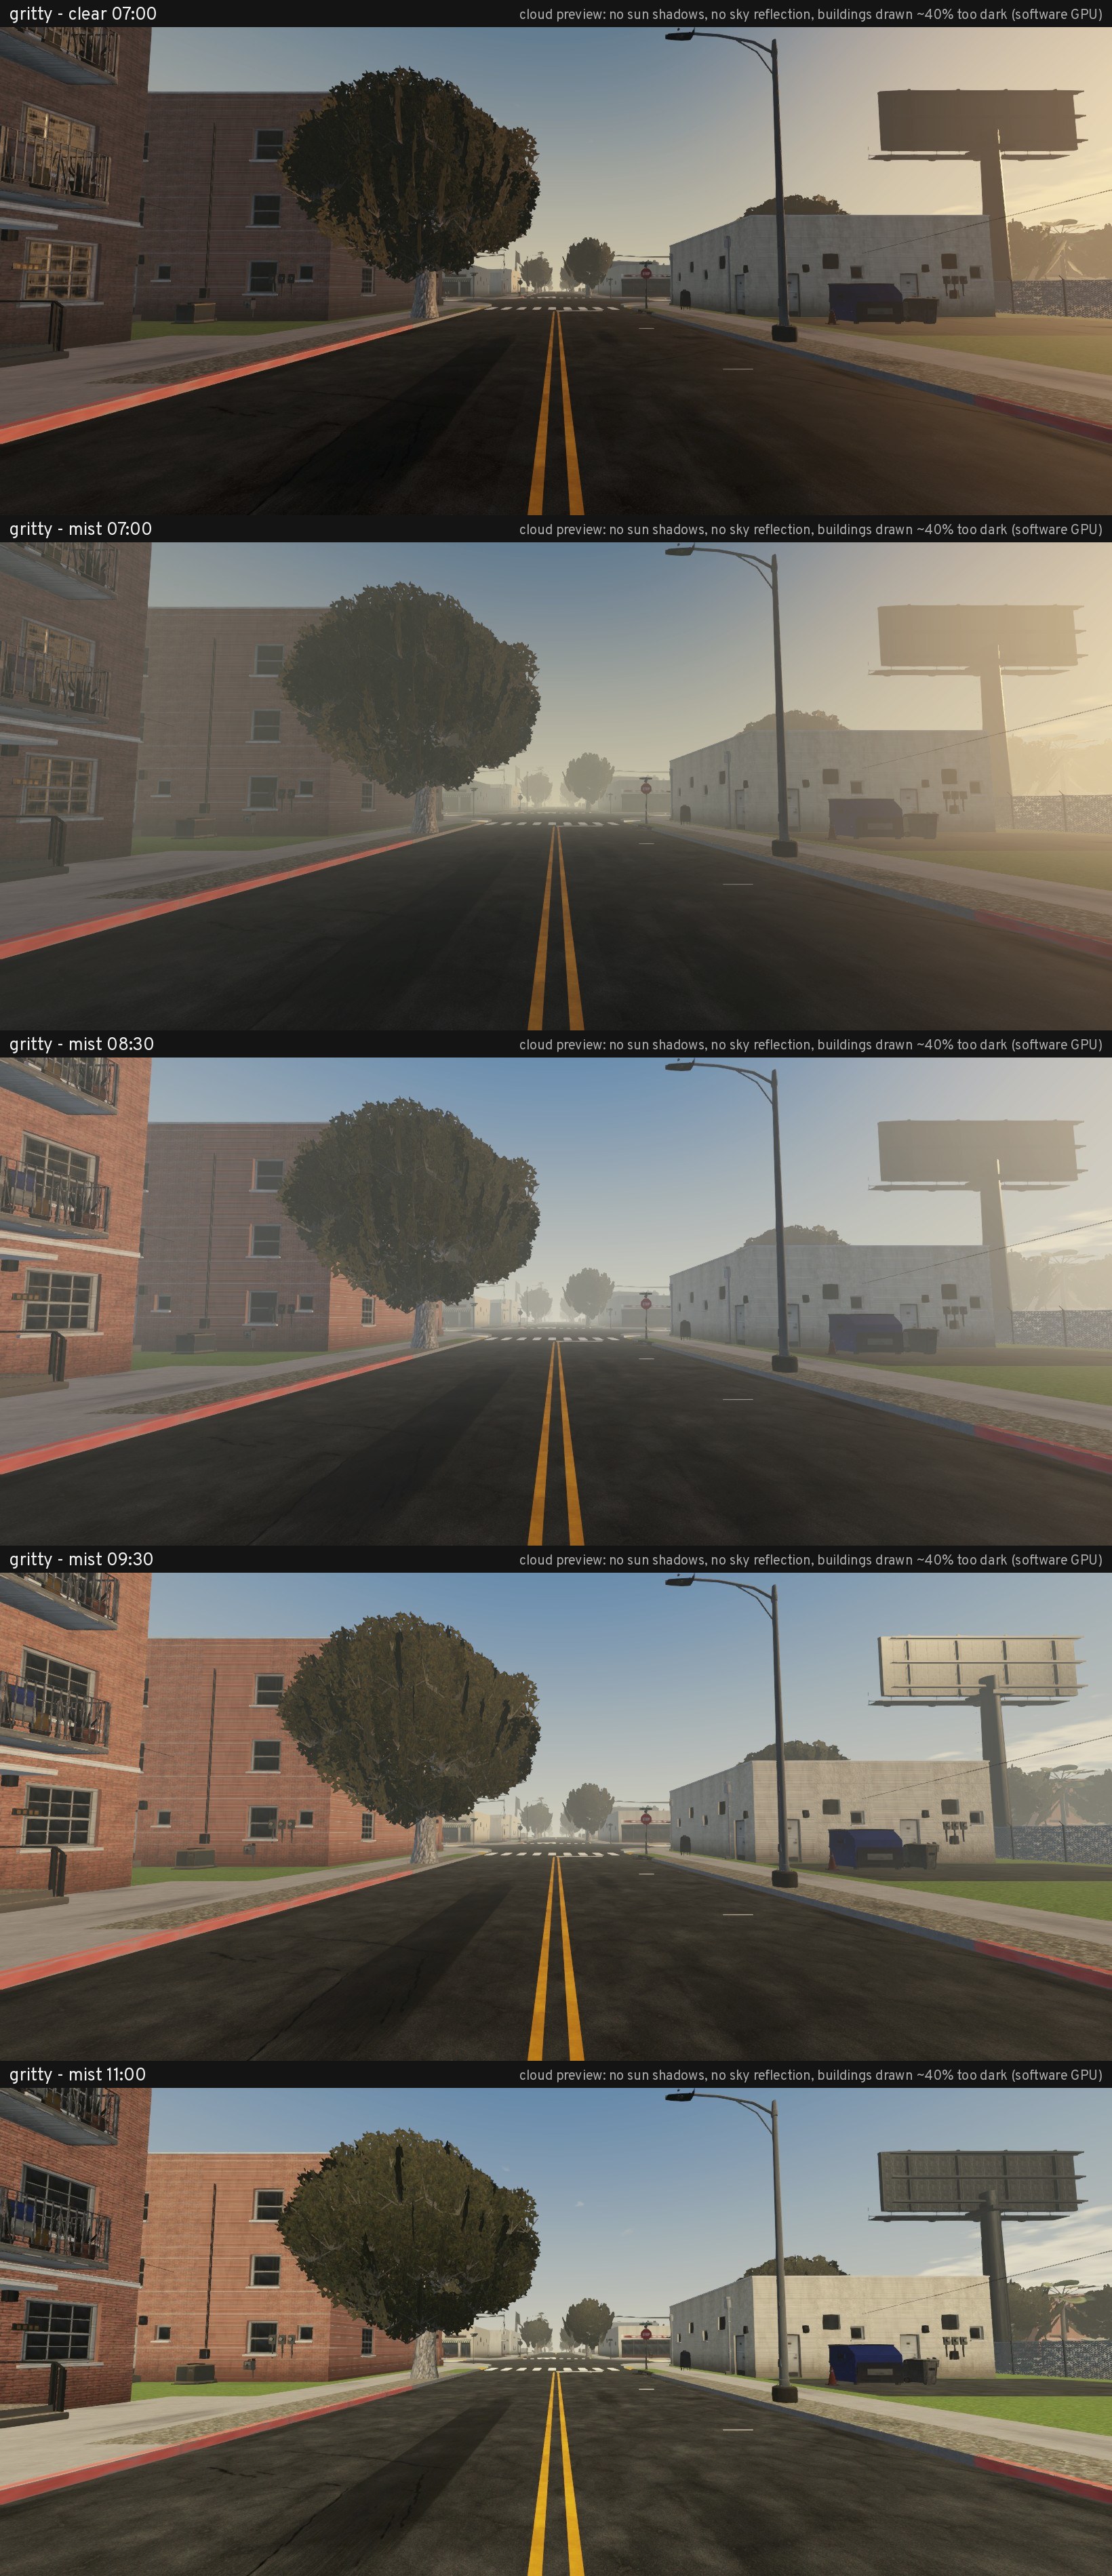 gritty - clear 07:00
cloud preview: no sun shadows, no sky reflection, buildings drawn ~40% too dark (software GPU)
gritty - mist 07:00
cloud preview: no sun shadows, no sky reflection, buildings drawn ~40% too dark (software GPU)
gritty - mist 08:30
cloud preview: no sun shadows, no sky reflection, buildings drawn ~40% too dark (software GPU)
gritty - mist 09:30
cloud preview: no sun shadows, no sky reflection, buildings drawn ~40% too dark (software GPU)
gritty - mist 11:00
cloud preview: no sun shadows, no sky reflection, buildings drawn ~40% too dark (software GPU)